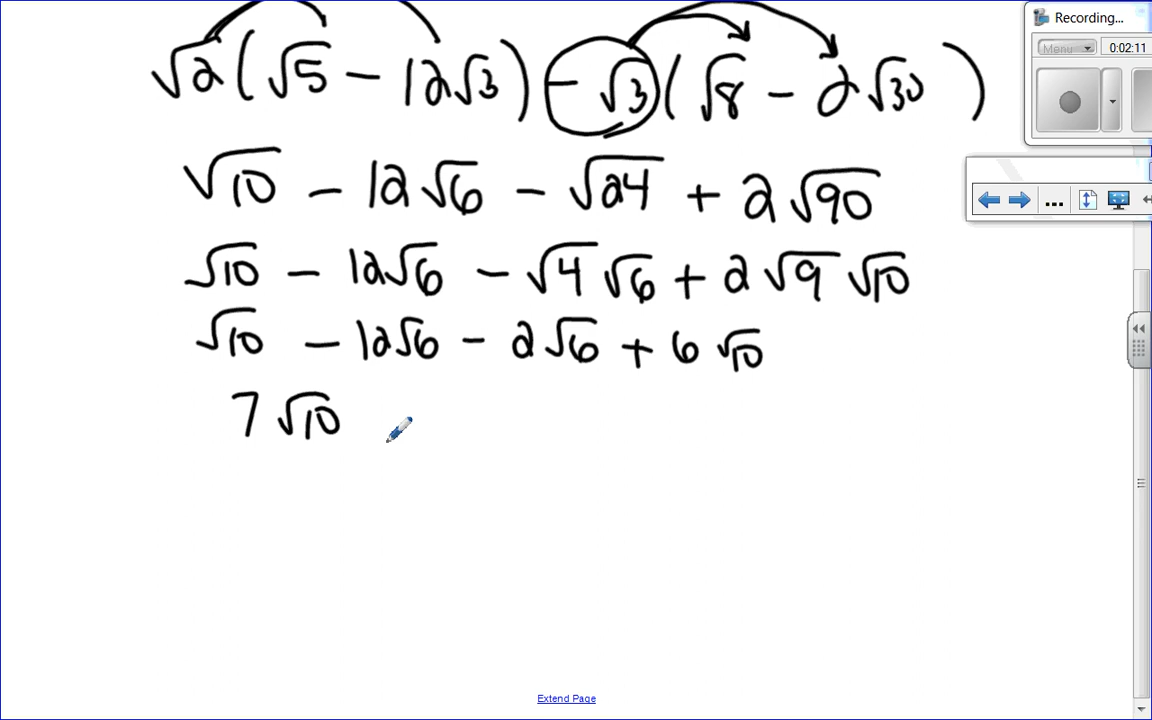 √2(√5 − 12√3) − √3(√8 − 2√30)
√10 − 12√6 − √24 + 2√90
√10 − 12√6 − √4 √6 + 2√9 √10
√10 − 12√6 − 2√6 + 6√10
7√10
Recording...
Menu
0:02:11
...
Extend Page